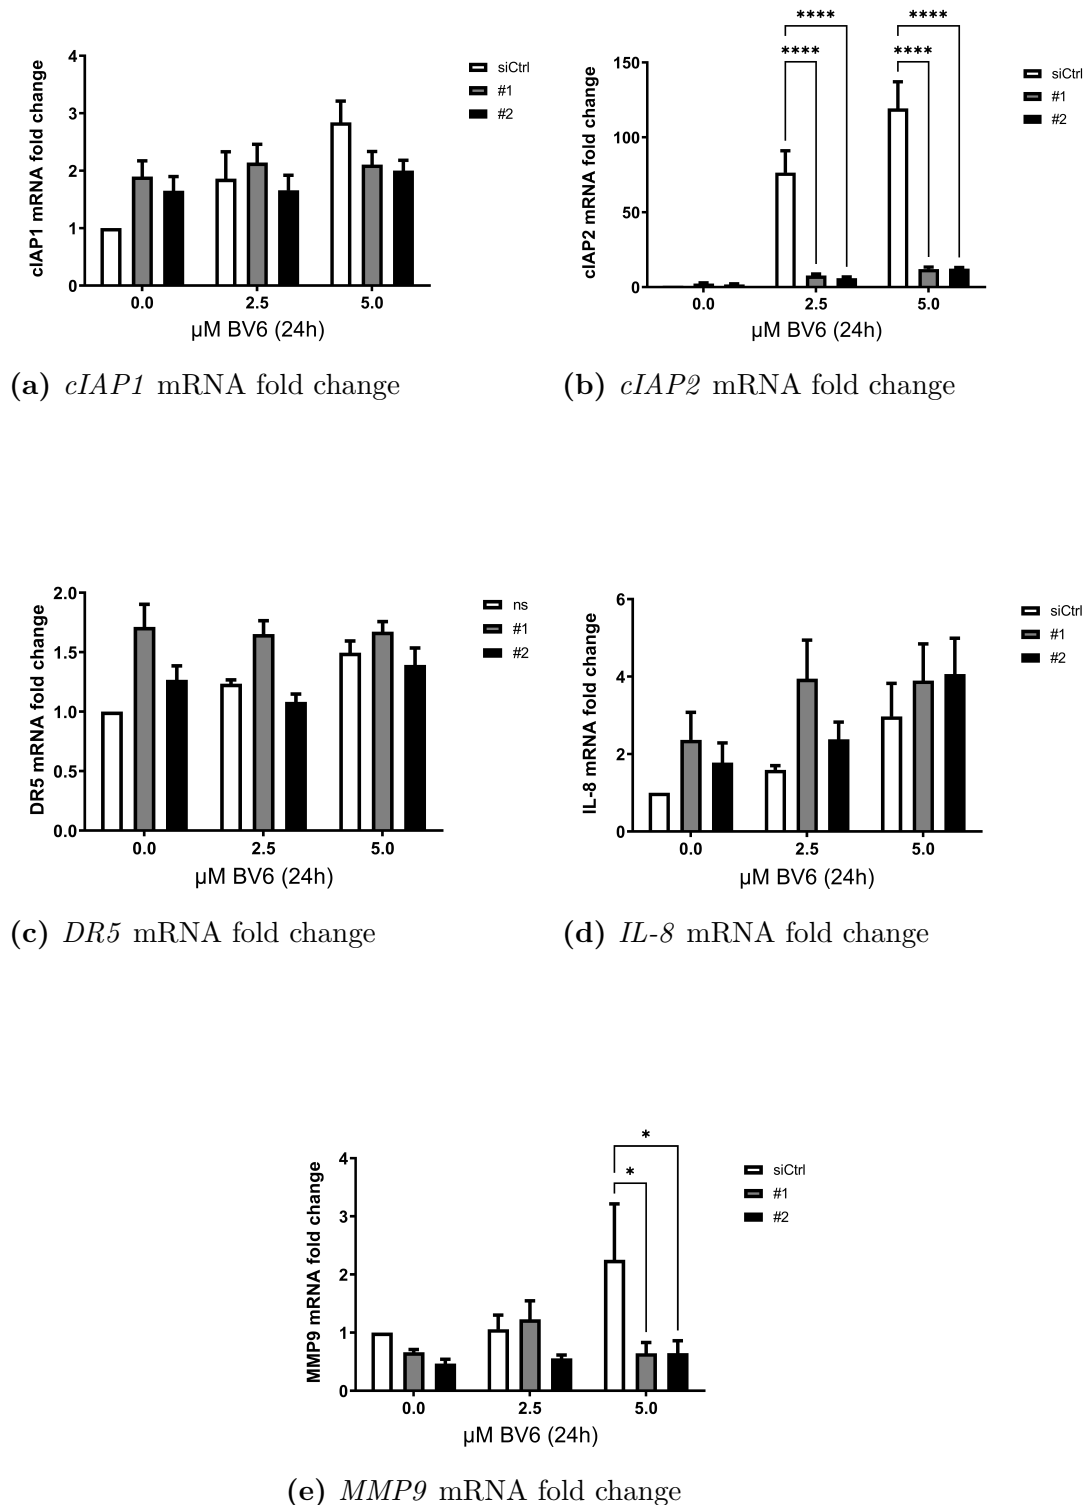 4
3
2
1
0
cIAP1 mRNA fold change
0.0 2.5 5.0
µM BV6 (24h)
siCtrl
#1
#2
(a) cIAP1 mRNA fold change
**** ****
**** ****
150
100
50
0
cIAP2 mRNA fold change
0.0 2.5 5.0
µM BV6 (24h)
siCtrl
#1
#2
(b) cIAP2 mRNA fold change
2.0
1.5
1.0
0.5
0.0
DR5 mRNA fold change
0.0 2.5 5.0
µM BV6 (24h)
ns
#1
#2
(c) DR5 mRNA fold change
6
4
2
0
IL-8 mRNA fold change
0.0 2.5 5.0
µM BV6 (24h)
siCtrl
#1
#2
(d) IL-8 mRNA fold change
*
*
4
3
2
1
0
MMP9 mRNA fold change
0.0 2.5 5.0
µM BV6 (24h)
siCtrl
#1
#2
(e) MMP9 mRNA fold change